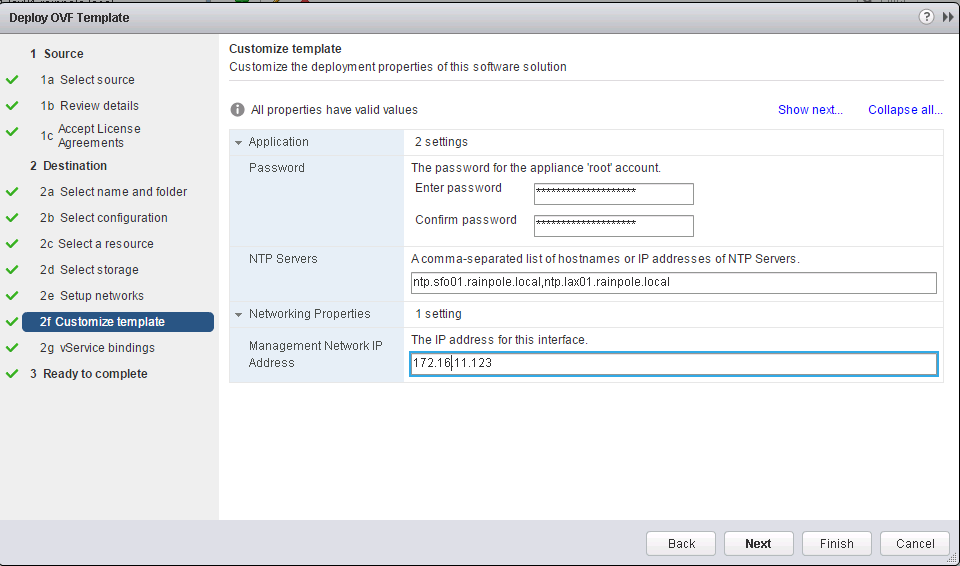 Deploy OVF Template
?
1 Source
1a Select source
1b Review details
1c Accept License
Agreements
2 Destination
2a Select name and folder
2b Select configuration
2c Select a resource
2d Select storage
2e Setup networks
2f Customize template
2g vService bindings
3 Ready to complete
Customize template
Customize the deployment properties of this software solution
All properties have valid values
Show next...
Collapse all...
Application
2 settings
Password
The password for the appliance 'root' account.
Enter password
********************
Confirm password
********************
NTP Servers
A comma-separated list of hostnames or IP addresses of NTP Servers.
ntp.sfo01.rainpole.local,ntp.lax01.rainpole.local
Networking Properties
1 setting
Management Network IP
Address
The IP address for this interface.
172.16.11.123
Back
Next
Finish
Cancel